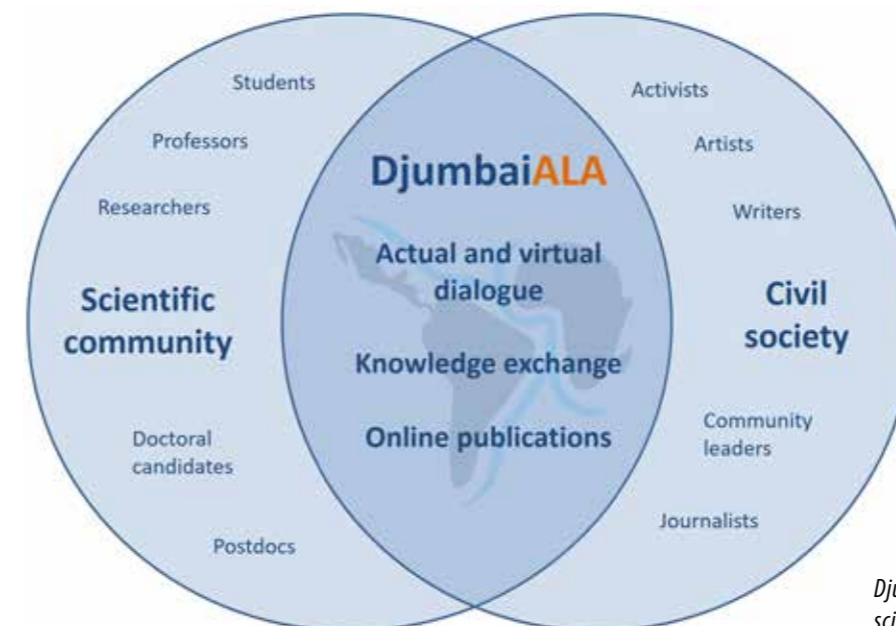 Students
Professors
Researchers
Scientific
community
Doctoral
candidates
Postdocs
DjumbaiALA
Actual and virtual
dialogue
Knowledge exchange
Online publications
Activists
Artists
Writers
Civil
society
Community
leaders
Journalists